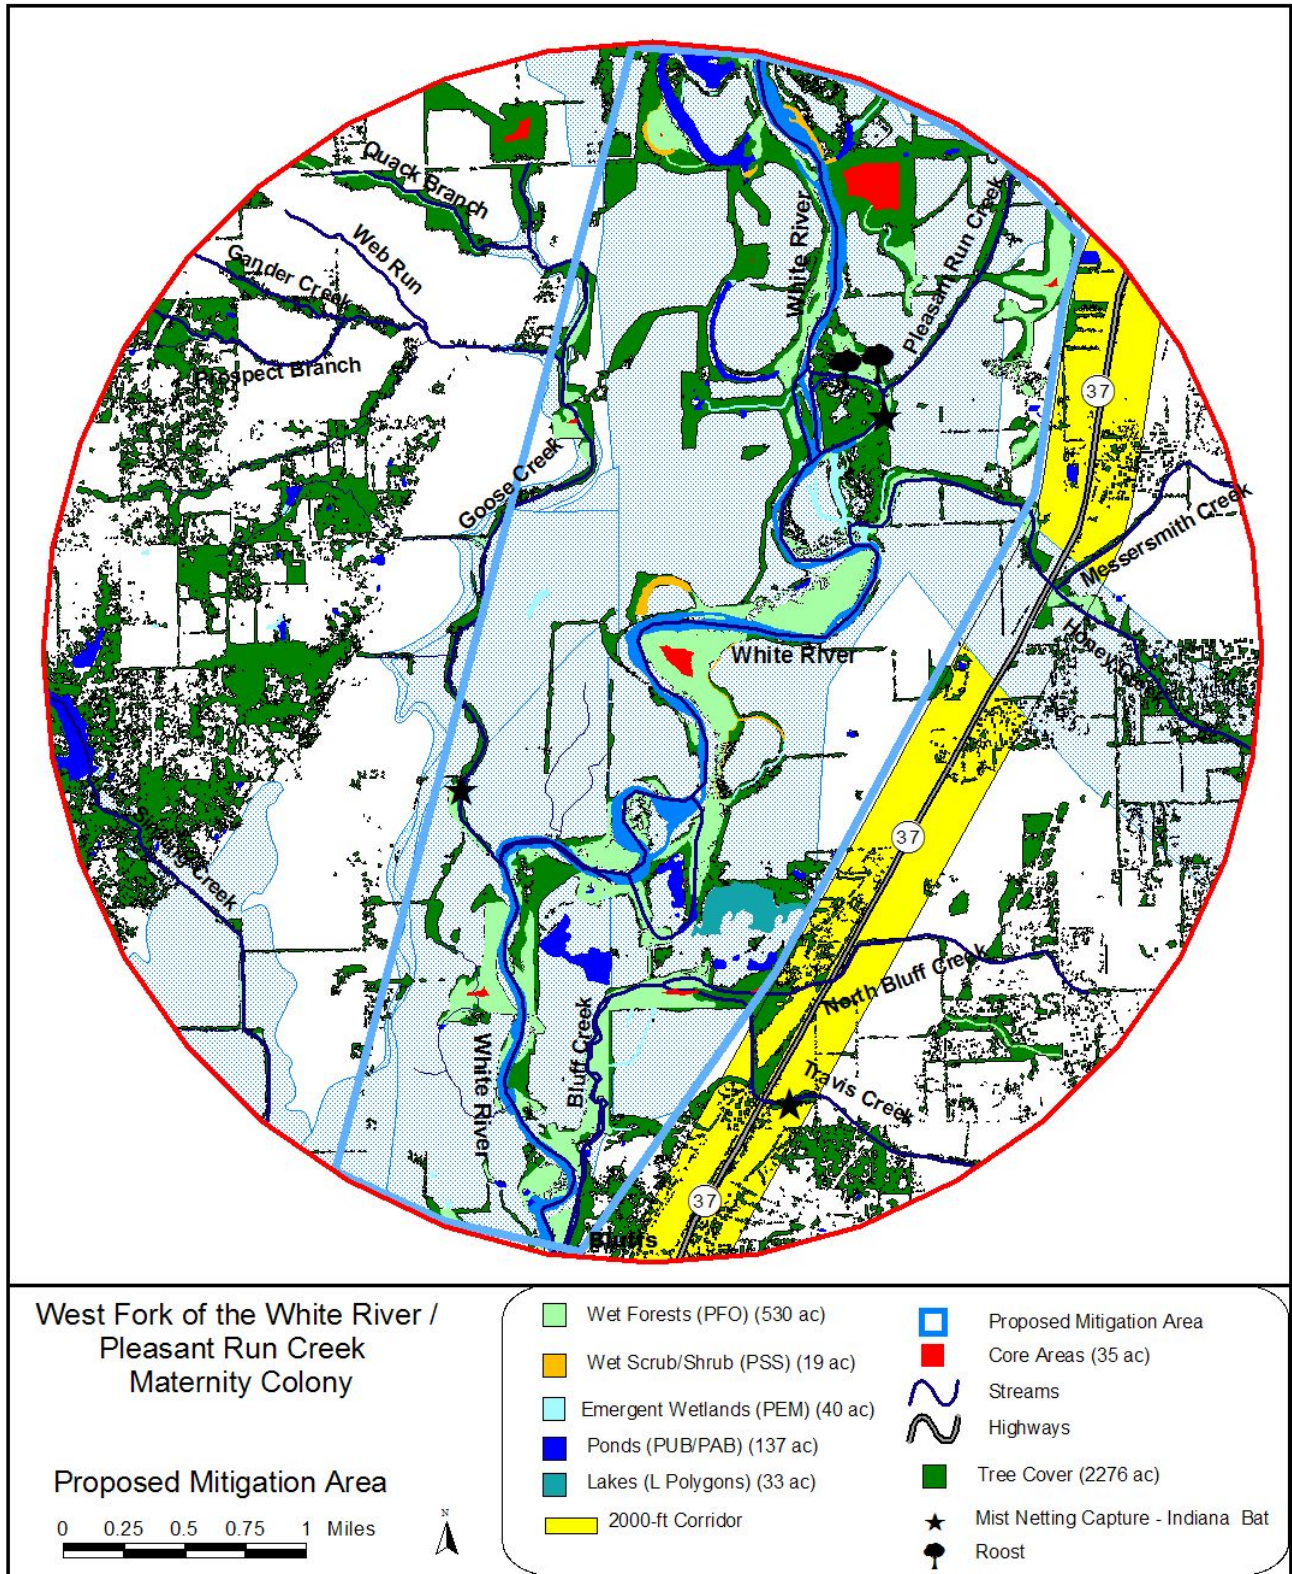 Quack Branch
Web Run
Gander Creek
Prospect Branch
White River
Pleasant Run Creek
37
Goose Creek
Messersmith Creek
Honey Creek
White River
37
Creek
North Bluff Creek
Bluff Creek
White River
Travis Creek
37
Bluffs
West Fork of the White River /
Pleasant Run Creek
Maternity Colony
Proposed Mitigation Area
0 0.25 0.5 0.75 1 Miles
N
Wet Forests (PFO) (530 ac)
Wet Scrub/Shrub (PSS) (19 ac)
Emergent Wetlands (PEM) (40 ac)
Ponds (PUB/PAB) (137 ac)
Lakes (L Polygons) (33 ac)
2000-ft Corridor
Proposed Mitigation Area
Core Areas (35 ac)
Streams
Highways
Tree Cover (2276 ac)
Mist Netting Capture - Indiana Bat
Roost